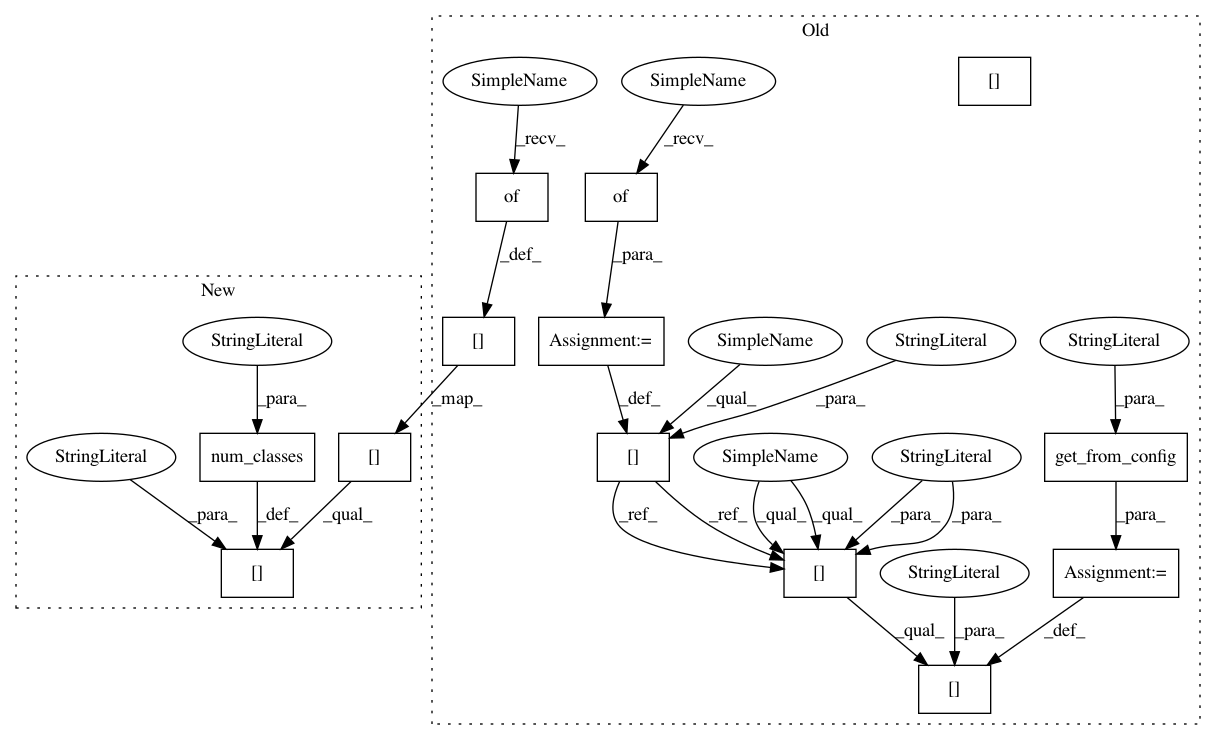 Old
SimpleName
SimpleName
[]
_recv_
_recv_
of
of
_def_
_para_
New
StringLiteral
[]
Assignment:=
SimpleName
StringLiteral
StringLiteral
_para_
_map_
_def_
_qual_
_para_
_para_
StringLiteral
num_classes
[]
[]
SimpleName
StringLiteral
get_from_config
_para_
_def_
_qual_
_ref_
_ref_
_qual_
_qual_
_para_
_para_
_para_
[]
[]
StringLiteral
Assignment:=
_qual_
_para_
_def_
[]